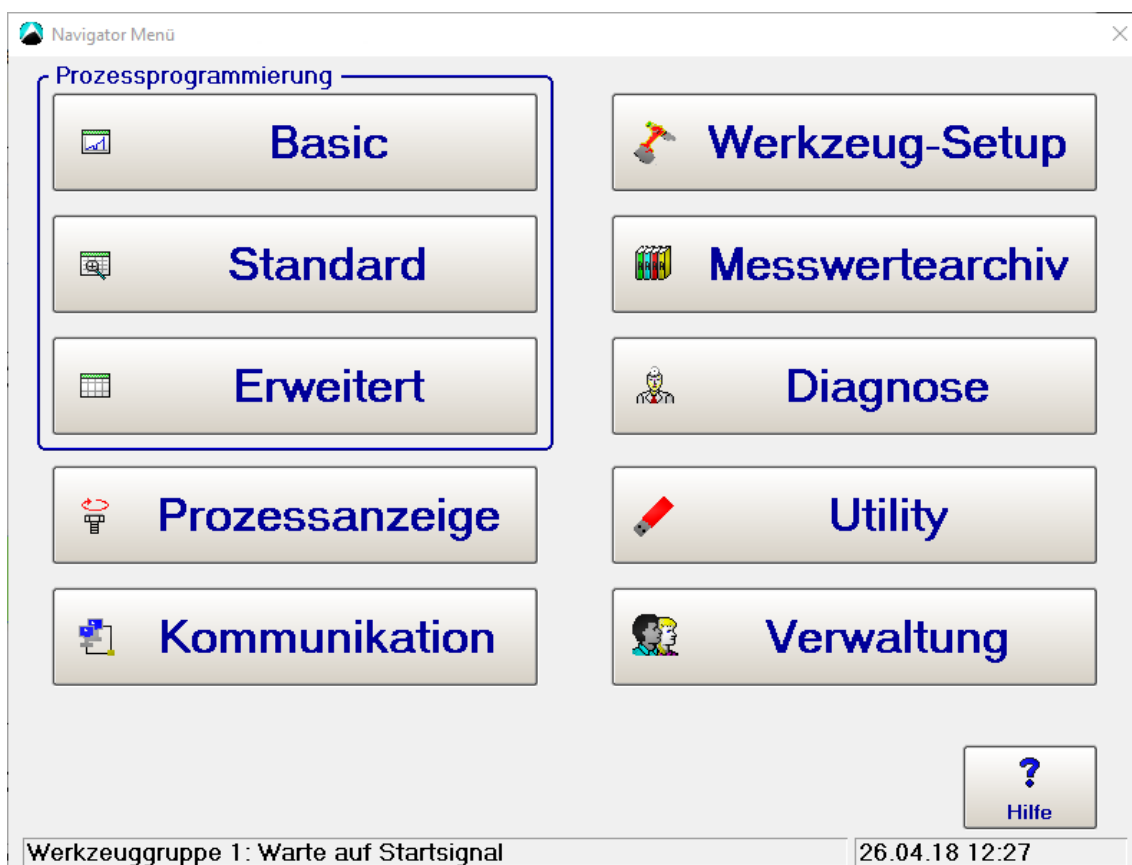 Navigator Menü
Prozessprogrammierung
Basic
Werkzeug-Setup
Standard
Messwertearchiv
Erweitert
Diagnose
Prozessanzeige
Utility
Kommunikation
Verwaltung
?
Hilfe
Werkzeuggruppe 1: Warte auf Startsignal
26.04.18 12:27